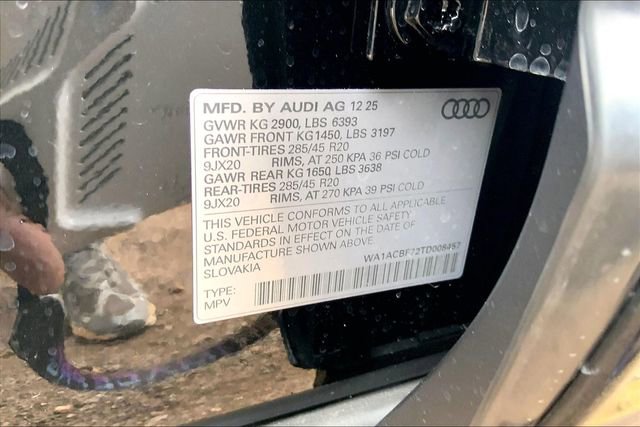 MFD. BY AUDI AG 12 25
GVWR KG 2900, LBS 6393
GAWR FRONT KG1450, LBS 3197
FRONT-TIRES 285/45 R20
9JX20 RIMS, AT 250 KPA 36 PSI COLD
GAWR REAR KG 1650, LBS 3638
REAR-TIRES 285/45 R20
9JX20 RIMS, AT 270 KPA 39 PSI COLD
THIS VEHICLE CONFORMS TO ALL APPLICABLE
U.S. FEDERAL MOTOR VEHICLE SAFETY
STANDARDS IN EFFECT ON THE DATE OF
MANUFACTURE SHOWN ABOVE.
SLOVAKIA WA1ACBF72TD008457
TYPE:
MPV